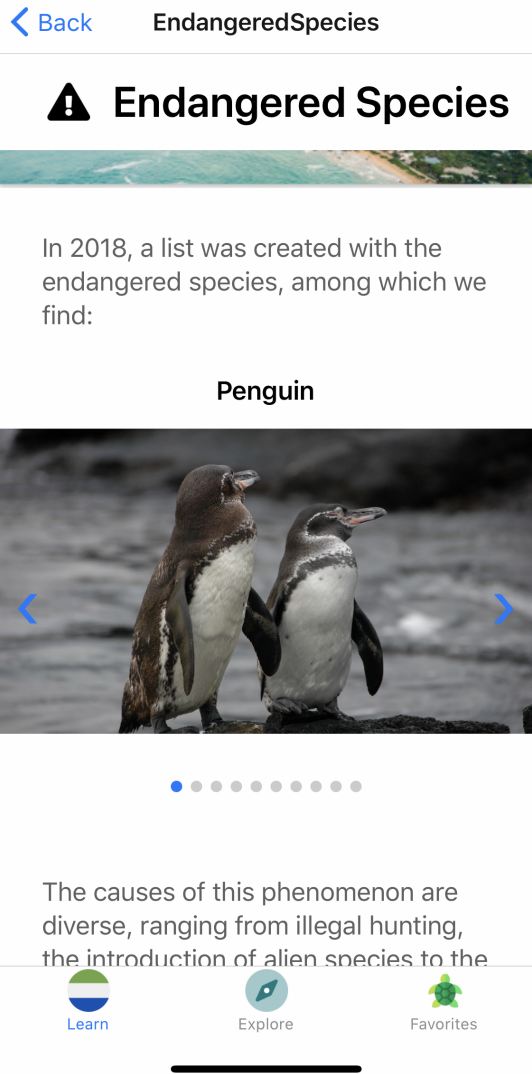 Back
EndangeredSpecies
Endangered Species
In 2018, a list was created with the
endangered species, among which we
find:
Penguin
The causes of this phenomenon are
diverse, ranging from illegal hunting,
the introduction of alien species to the
Learn
Explore
Favorites